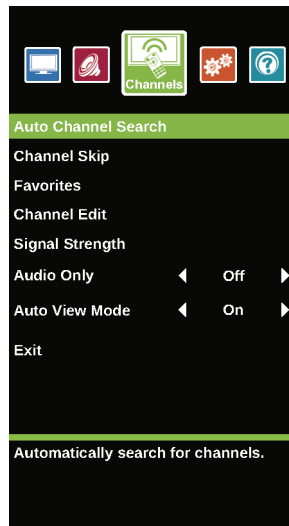 Channels
Auto Channel Search
Channel Skip
Favorites
Channel Edit
Signal Strength
Audio Only Off
Auto View Mode On
Exit
Automatically search for channels.